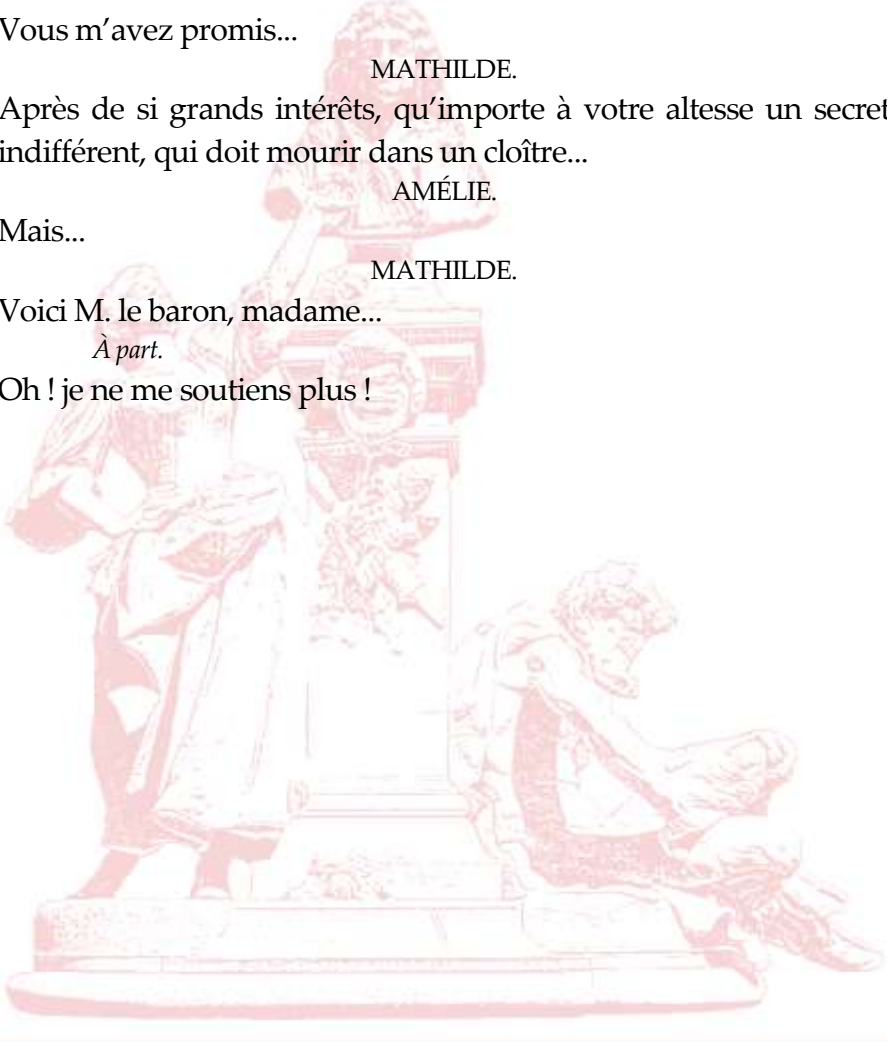 Vous m’avez promis...
MATHILDE.
Après de si grands intérêts, qu’importe à votre altesse un secret
indifférent, qui doit mourir dans un cloître...
AMÉLIE.
Mais...
MATHILDE.
Voici M. le baron, madame...
À part.
Oh ! je ne me soutiens plus !